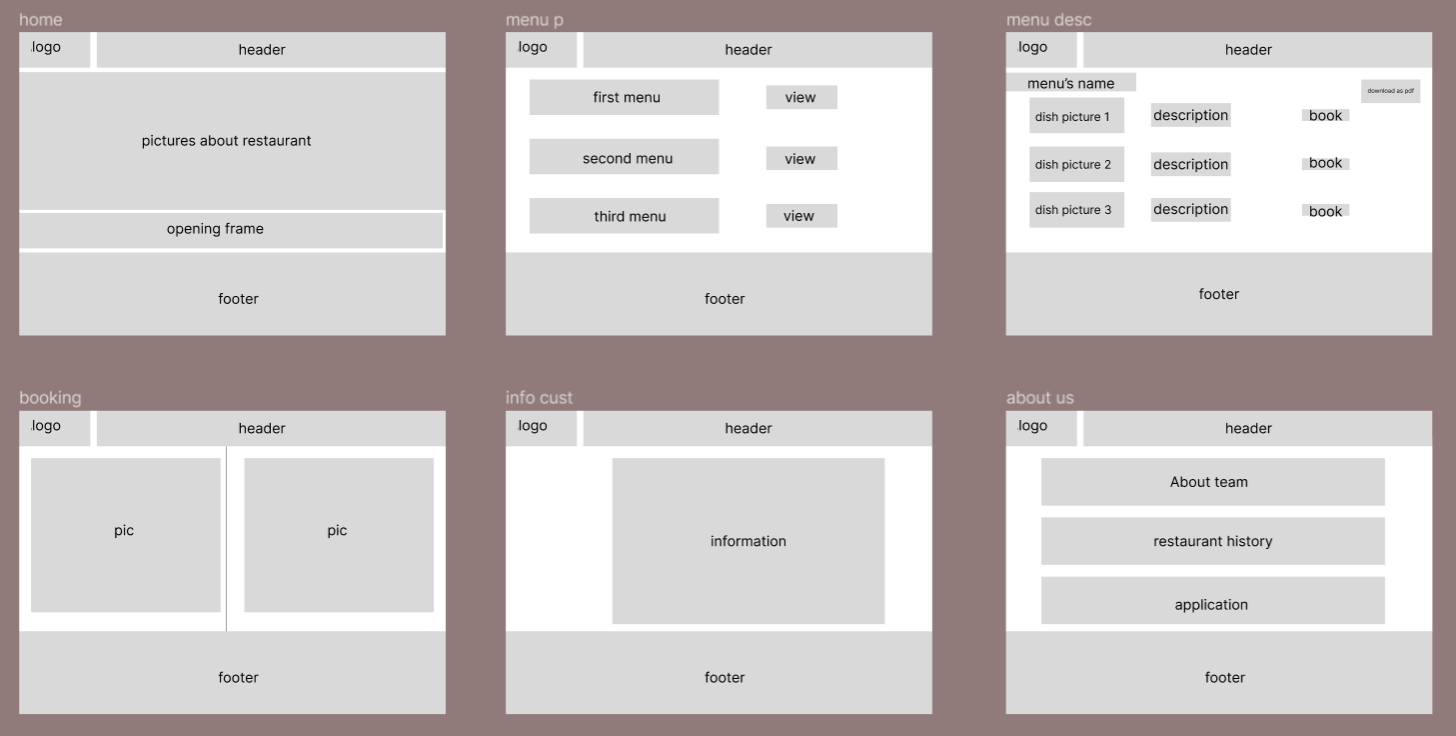 home
logo
header
pictures about restaurant
opening frame
footer
menu p
logo
header
first menu
view
second menu
view
third menu
view
footer
menu desc
logo
header
menu's name
download as pdf
dish picture 1
description
book
dish picture 2
description
book
dish picture 3
description
book
footer
booking
logo
header
pic
pic
footer
info cust
logo
header
information
footer
about us
logo
header
About team
restaurant history
application
footer